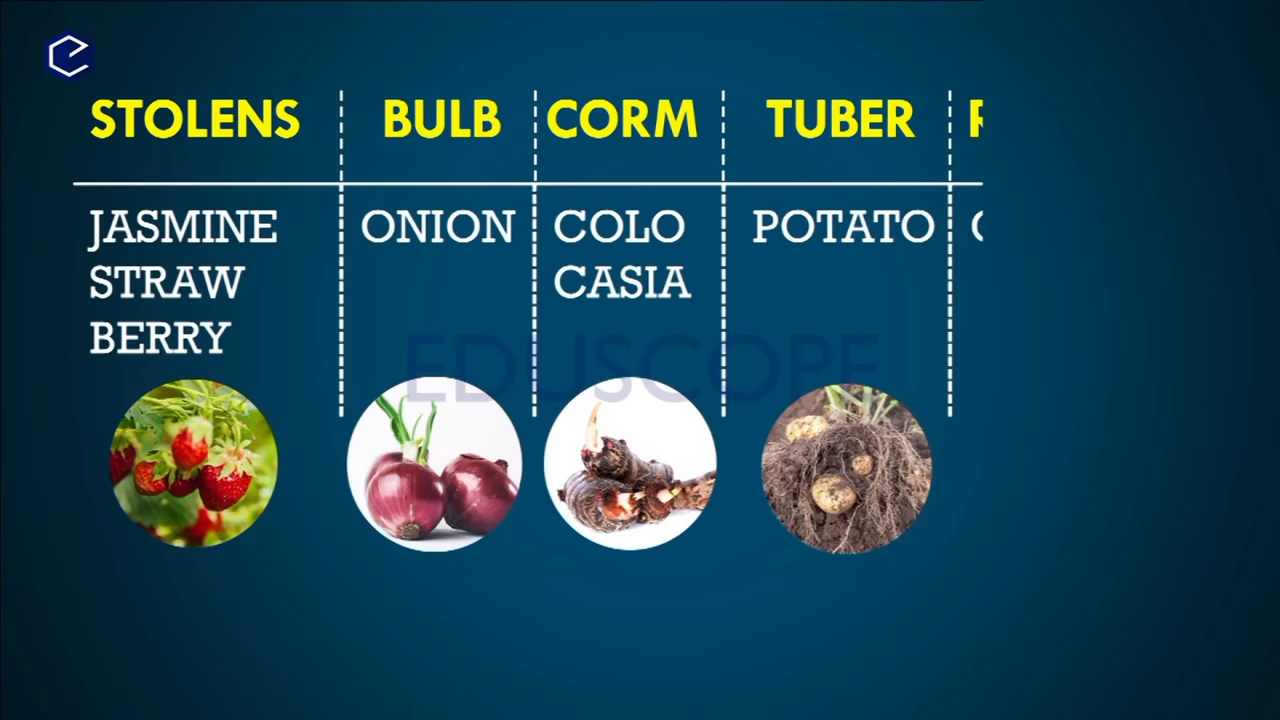 STOLENS BULB CORM TUBER
JASMINE ONION COLO POTATO
STRAW CASIA
BERRY
EDUSCOPE